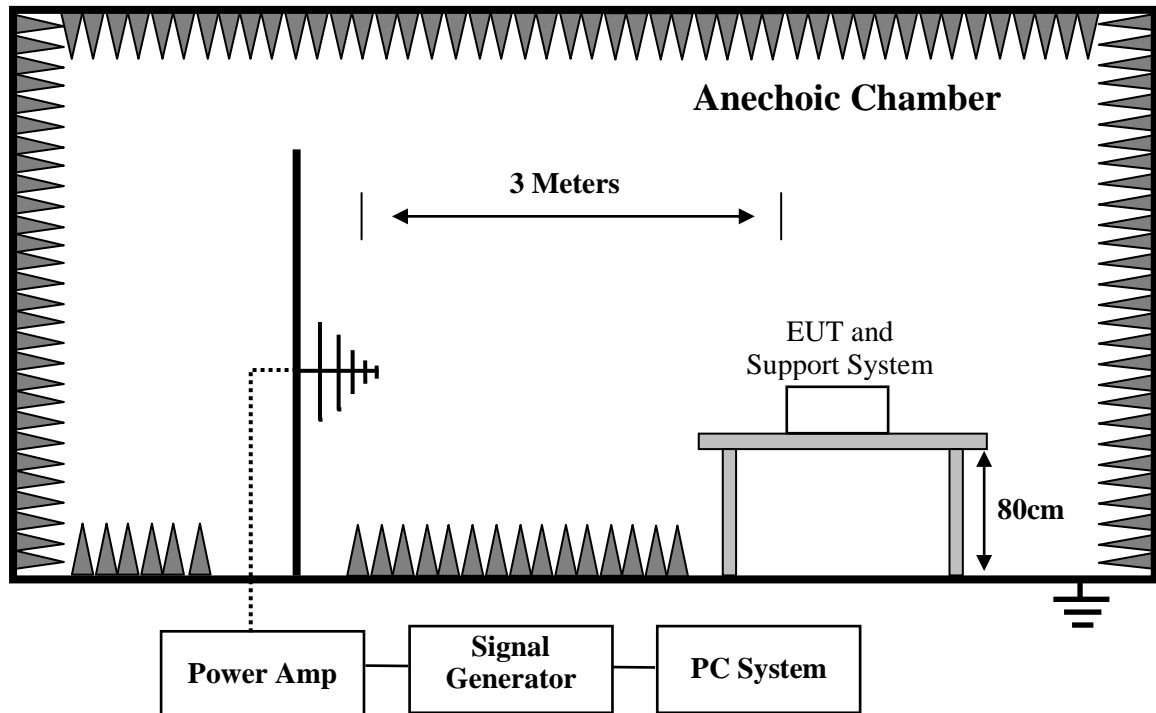 Anechoic Chamber
3 Meters
EUT and
Support System
80cm
Power Amp
Signal
Generator
PC System